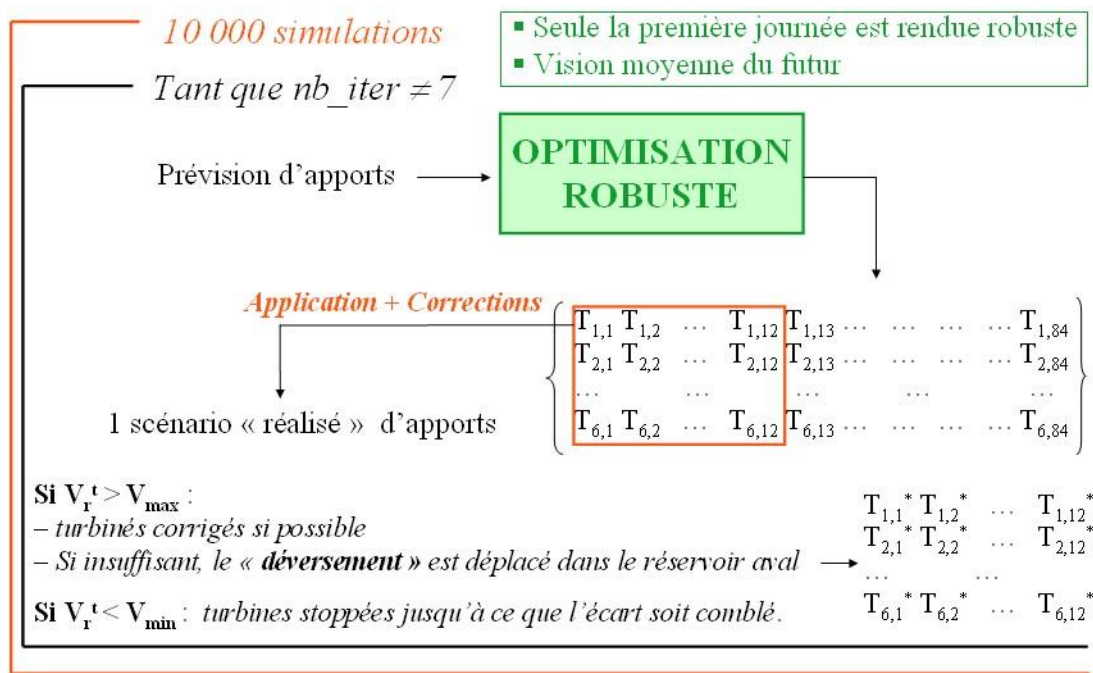 10 000 simulations
▪ Seule la première journée est rendue robuste
▪ Vision moyenne du futur
Tant que nb_iter ≠ 7
Prévision d'apports
OPTIMISATION
ROBUSTE
Application + Corrections
T1,1 T1,2 ... T1,12 T1,13 ... ... ... ... T1,84
T2,1 T2,2 ... T2,12 T2,13 ... ... ... ... T2,84
... ... ... ... ...
T6,1 T6,2 ... T6,12 T6,13 ... ... ... ... T6,84
1 scénario « réalisé » d'apports
Si Vr^t > Vmax :
– turbinés corrigés si possible
– Si insuffisant, le « déversement » est déplacé dans le réservoir aval
Si Vr^t < Vmin : turbines stoppées jusqu'à ce que l'écart soit comblé.
T1,1* T1,2* ... T1,12*
T2,1* T2,2* ... T2,12*
... ...
T6,1* T6,2* ... T6,12*